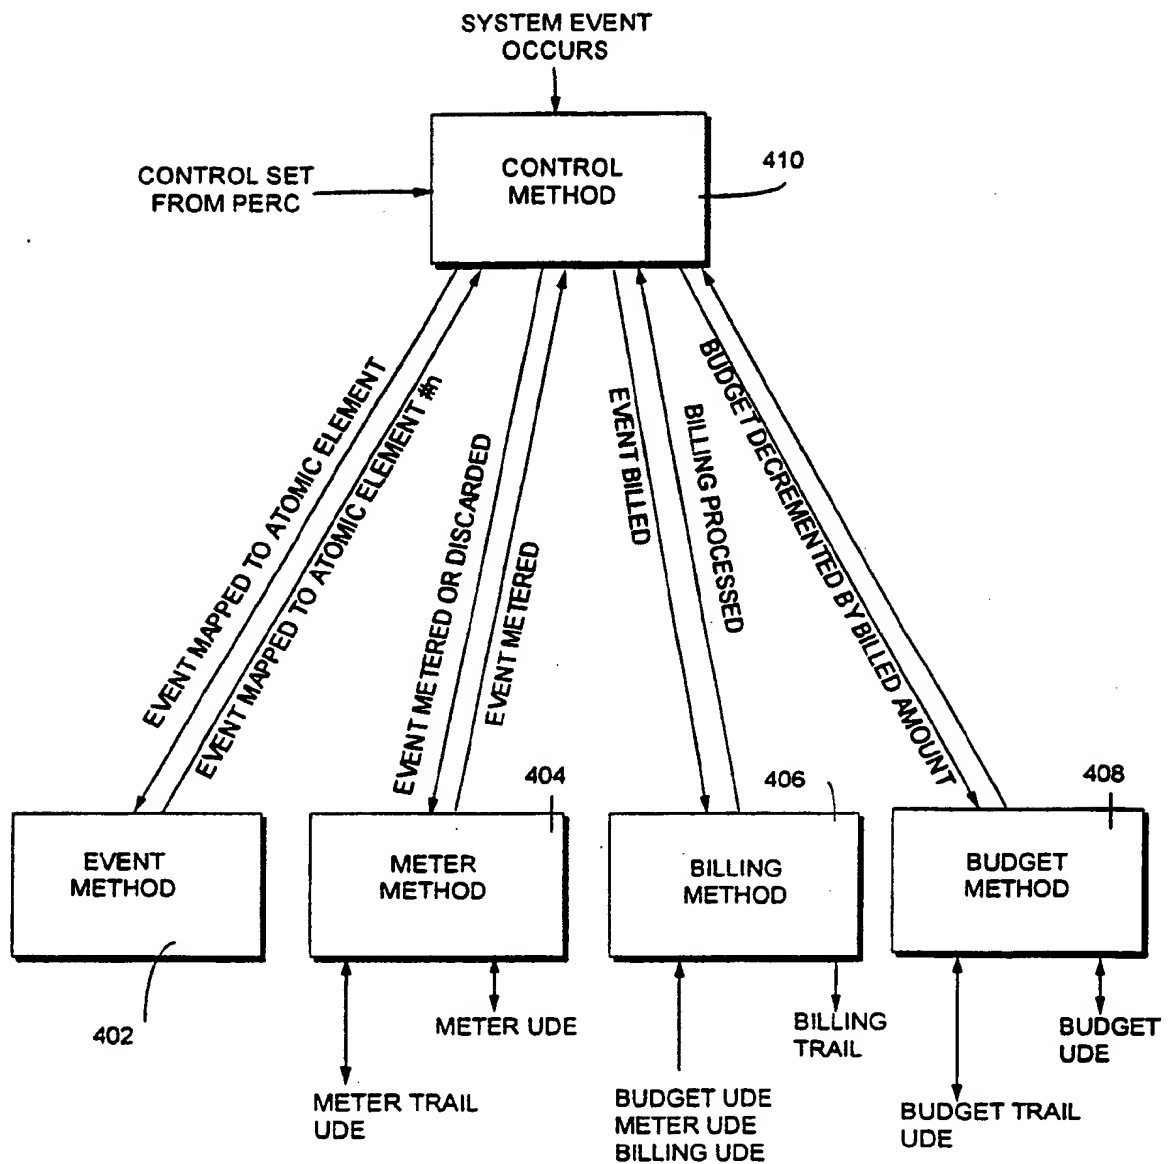 SYSTEM EVENT
OCCURS
CONTROL
METHOD
410
CONTROL SET
FROM PERC
EVENT MAPPED TO ATOMIC ELEMENT
EVENT MAPPED TO ATOMIC ELEMENT #n
EVENT METERED OR DISCARDED
EVENT METERED
EVENT BILLED
BILLING PROCESSED
BUDGET DECREMENTED BY BILLED AMOUNT
404
406
408
EVENT
METHOD
METER
METHOD
BILLING
METHOD
BUDGET
METHOD
402
METER UDE
BILLING
TRAIL
BUDGET
UDE
METER TRAIL
UDE
BUDGET UDE
METER UDE
BILLING UDE
BUDGET TRAIL
UDE